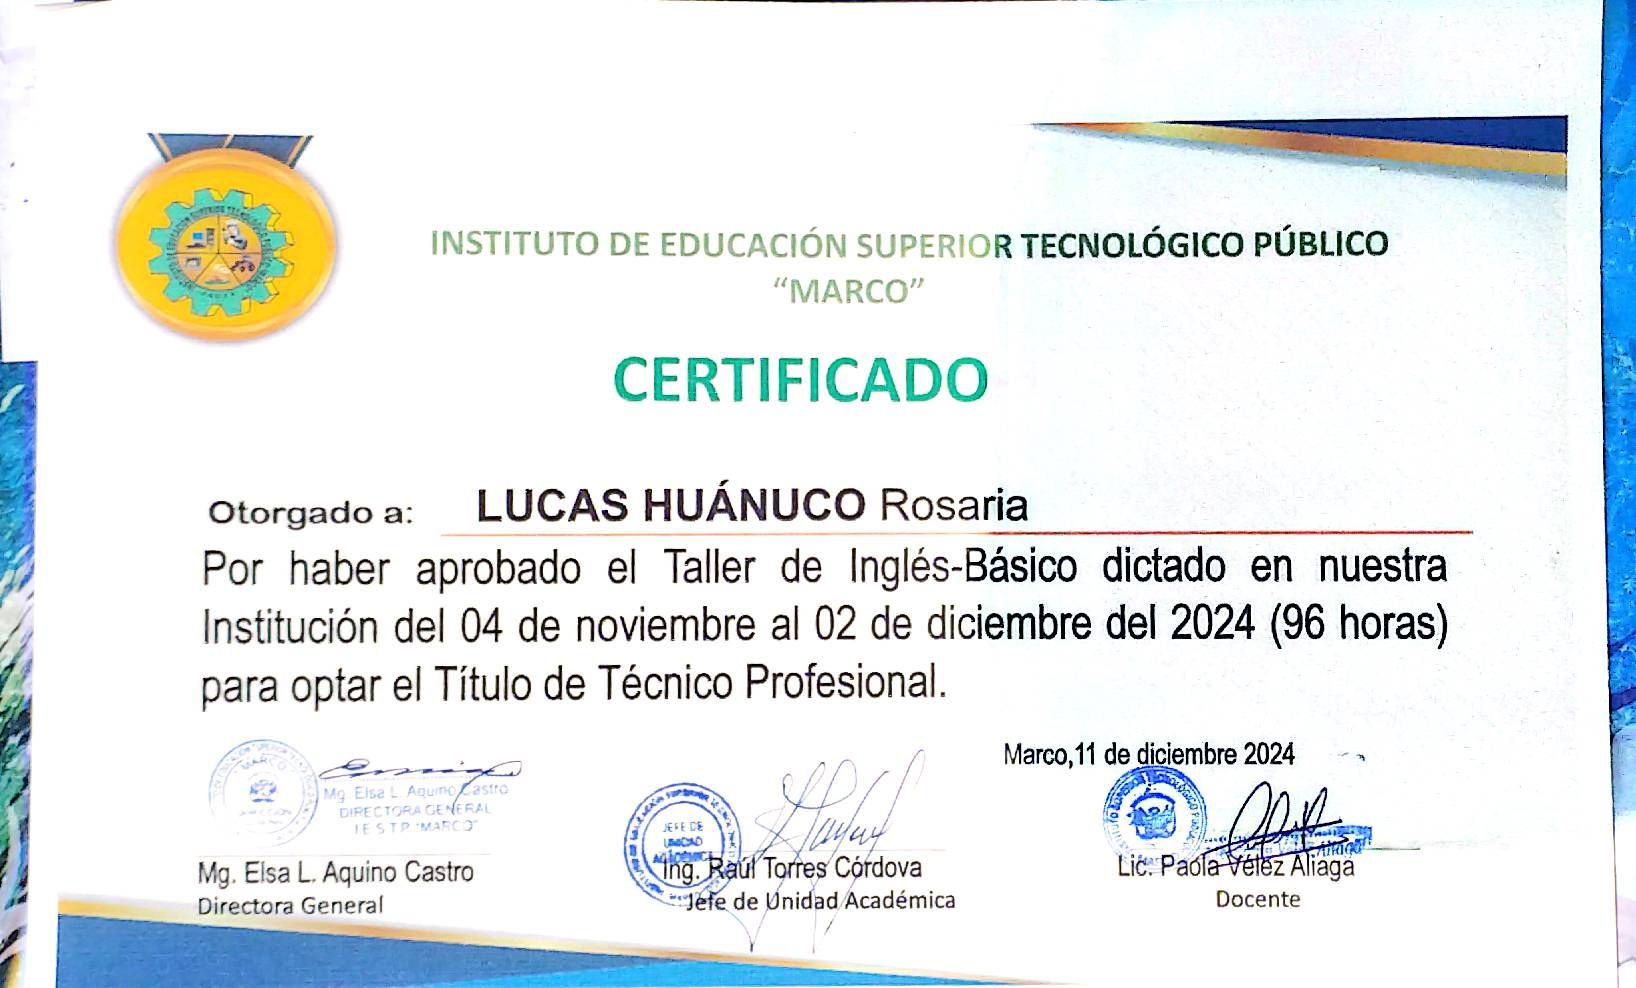 INSTITUTO DE EDUCACIÓN SUPERIOR TECNOLÓGICO PÚBLICO
“MARCO”
CERTIFICADO
Otorgado a: LUCAS HUÁNUCO Rosaria
Por haber aprobado el Taller de Inglés-Básico dictado en nuestra
Institución del 04 de noviembre al 02 de diciembre del 2024 (96 horas)
para optar el Título de Técnico Profesional.
Marco,11 de diciembre 2024
MARCO
Mg. Elsa L. Aquino Castro
DIRECTORA GENERAL
I E S T P "MARCO"
Mg. Elsa L. Aquino Castro
Directora General
JEFE DE
UNIDAD
ACADÉMICA
Ing. Raúl Torres Córdova
Jefe de Unidad Académica
Lic. Paola Vélez Aliaga
Docente